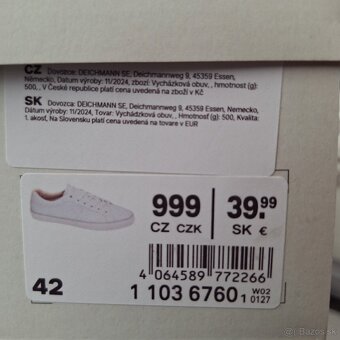 CZ Dovozce: DEICHMANN SE, Deichmannweg 9, 45359 Essen,
Německo, Datum výroby: 11/2024, zboží: Vycházková obuv, , hmotnost (g):
500, , V České republice platí cena uvedená na zboží v Kč
SK Dovozca: DEICHMANN SE, Deichmannweg 9, 45359 Essen, Nemecko,
Dátum výroby: 11/2024, Tovar: Vychádzková obuv, , Hmotnosť (g): 500, Kvalita:
1. akosť, Na Slovensku platí cena uvedená na tovare v EUR
999 39.99
CZ CZK SK €
4 064589 772266
42
1 103 6760 1 W02 0127
© Bazos.sk